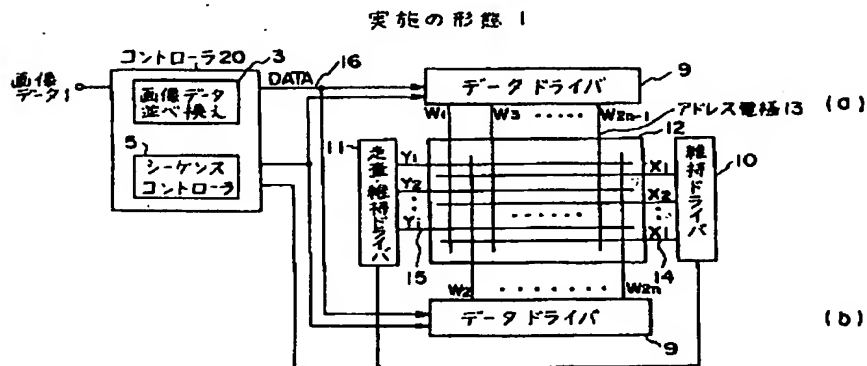 実施の形態 1
コントローラ20
3
画像
データ1
画像データ
並べ換え
DATA
16
データドライバ
9
(a)
W1 W3 ····· W2n-1
アドレス電極13
5
シーケンス
コントローラ
11
走査・維持ドライバ
12
維持ドライバ
10
Y1
X1
Y2
X2
Yi
X1
15
14
W2 ········ W2n
データドライバ
9
(b)